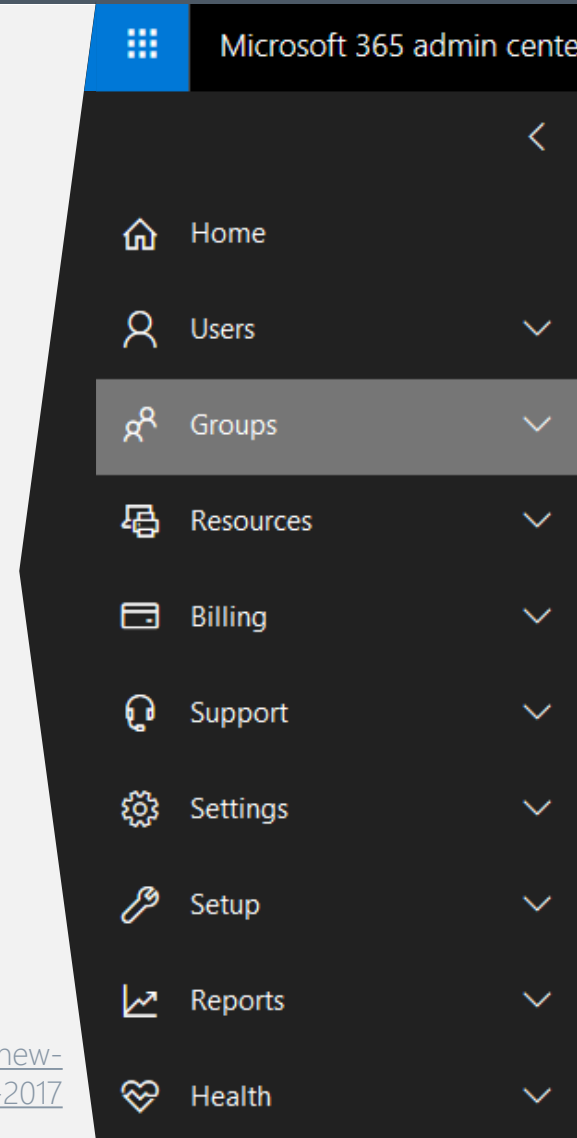 Microsoft 365 admin cente
Home
Users
Groups
Resources
Billing
Support
Settings
Setup
Reports
new-
-2017
Health